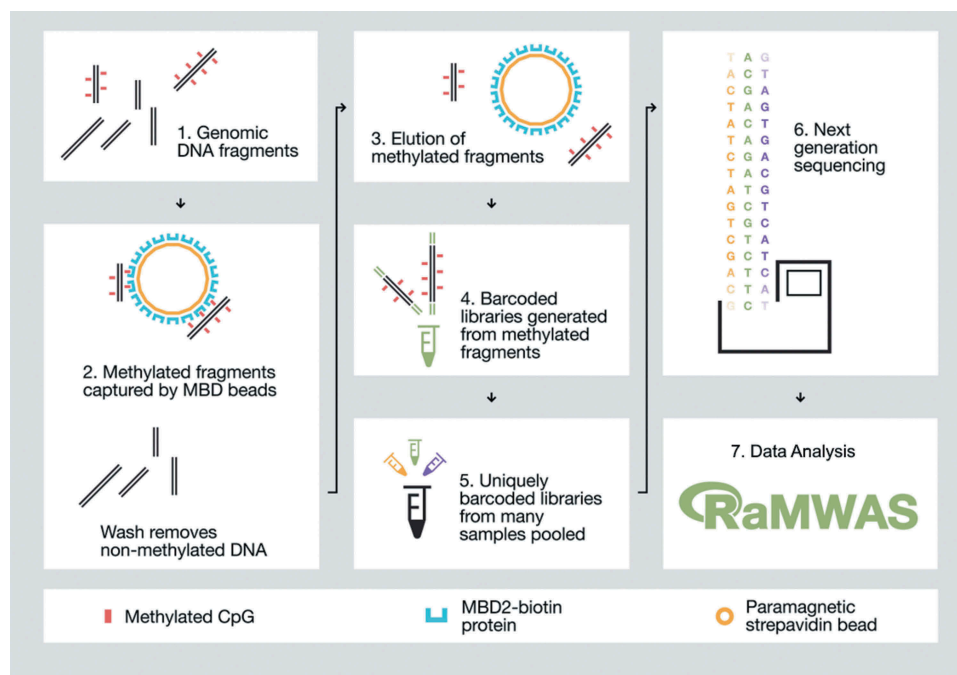 1. Genomic
DNA fragments
2. Methylated fragments
captured by MBD beads
Wash removes
non-methylated DNA
3. Elution of
methylated fragments
4. Barcoded
libraries generated
from methylated
fragments
5. Uniquely
barcoded libraries
from many
samples pooled
6. Next
generation
sequencing
7. Data Analysis
RaMWAS
Methylated CpG
MBD2-biotin
protein
Paramagnetic
strepavidin bead